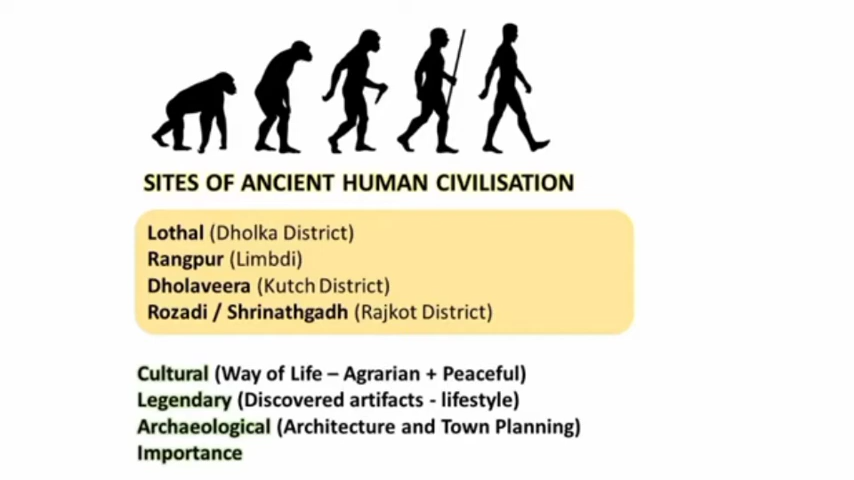 SITES OF ANCIENT HUMAN CIVILISATION
Lothal (Dholka District)
Rangpur (Limbdi)
Dholaveera (Kutch District)
Rozadi / Shrinathgadh (Rajkot District)
Cultural (Way of Life – Agrarian + Peaceful)
Legendary (Discovered artifacts - lifestyle)
Archaeological (Architecture and Town Planning)
Importance